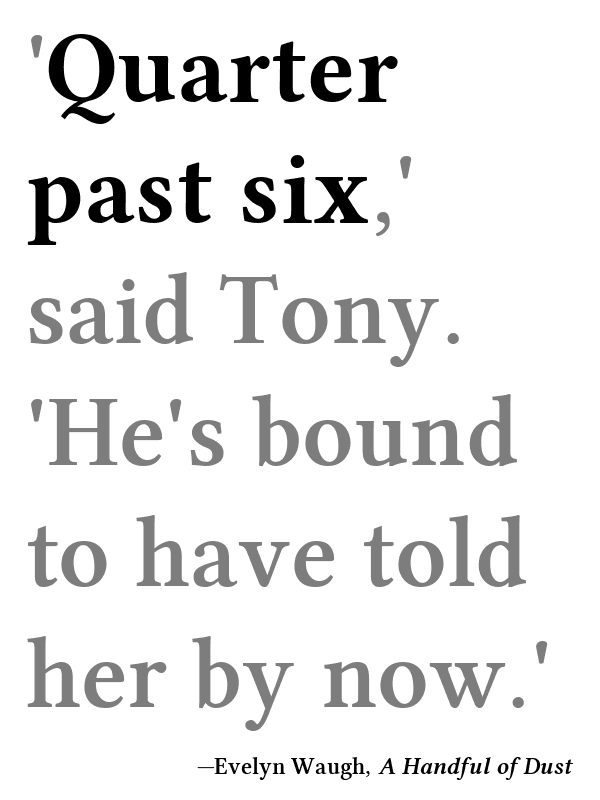 'Quarter
past six,'
said Tony.
'He's bound
to have told
her by now.'
—Evelyn Waugh, A Handful of Dust